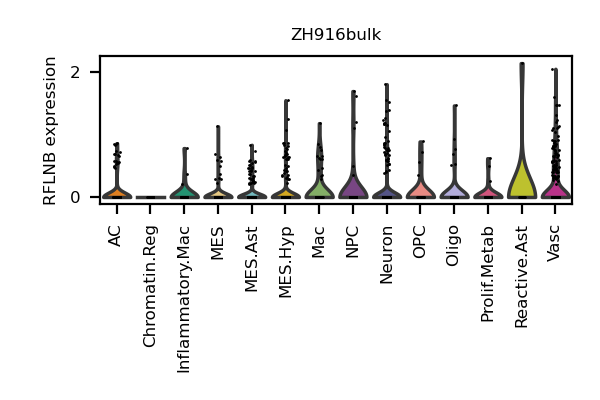 ZH916bulk
RFLNB expression
2
0
AC
Chromatin.Reg
Inflammatory.Mac
MES
MES.Ast
MES.Hyp
Mac
NPC
Neuron
OPC
Oligo
Prolif.Metab
Reactive.Ast
Vasc